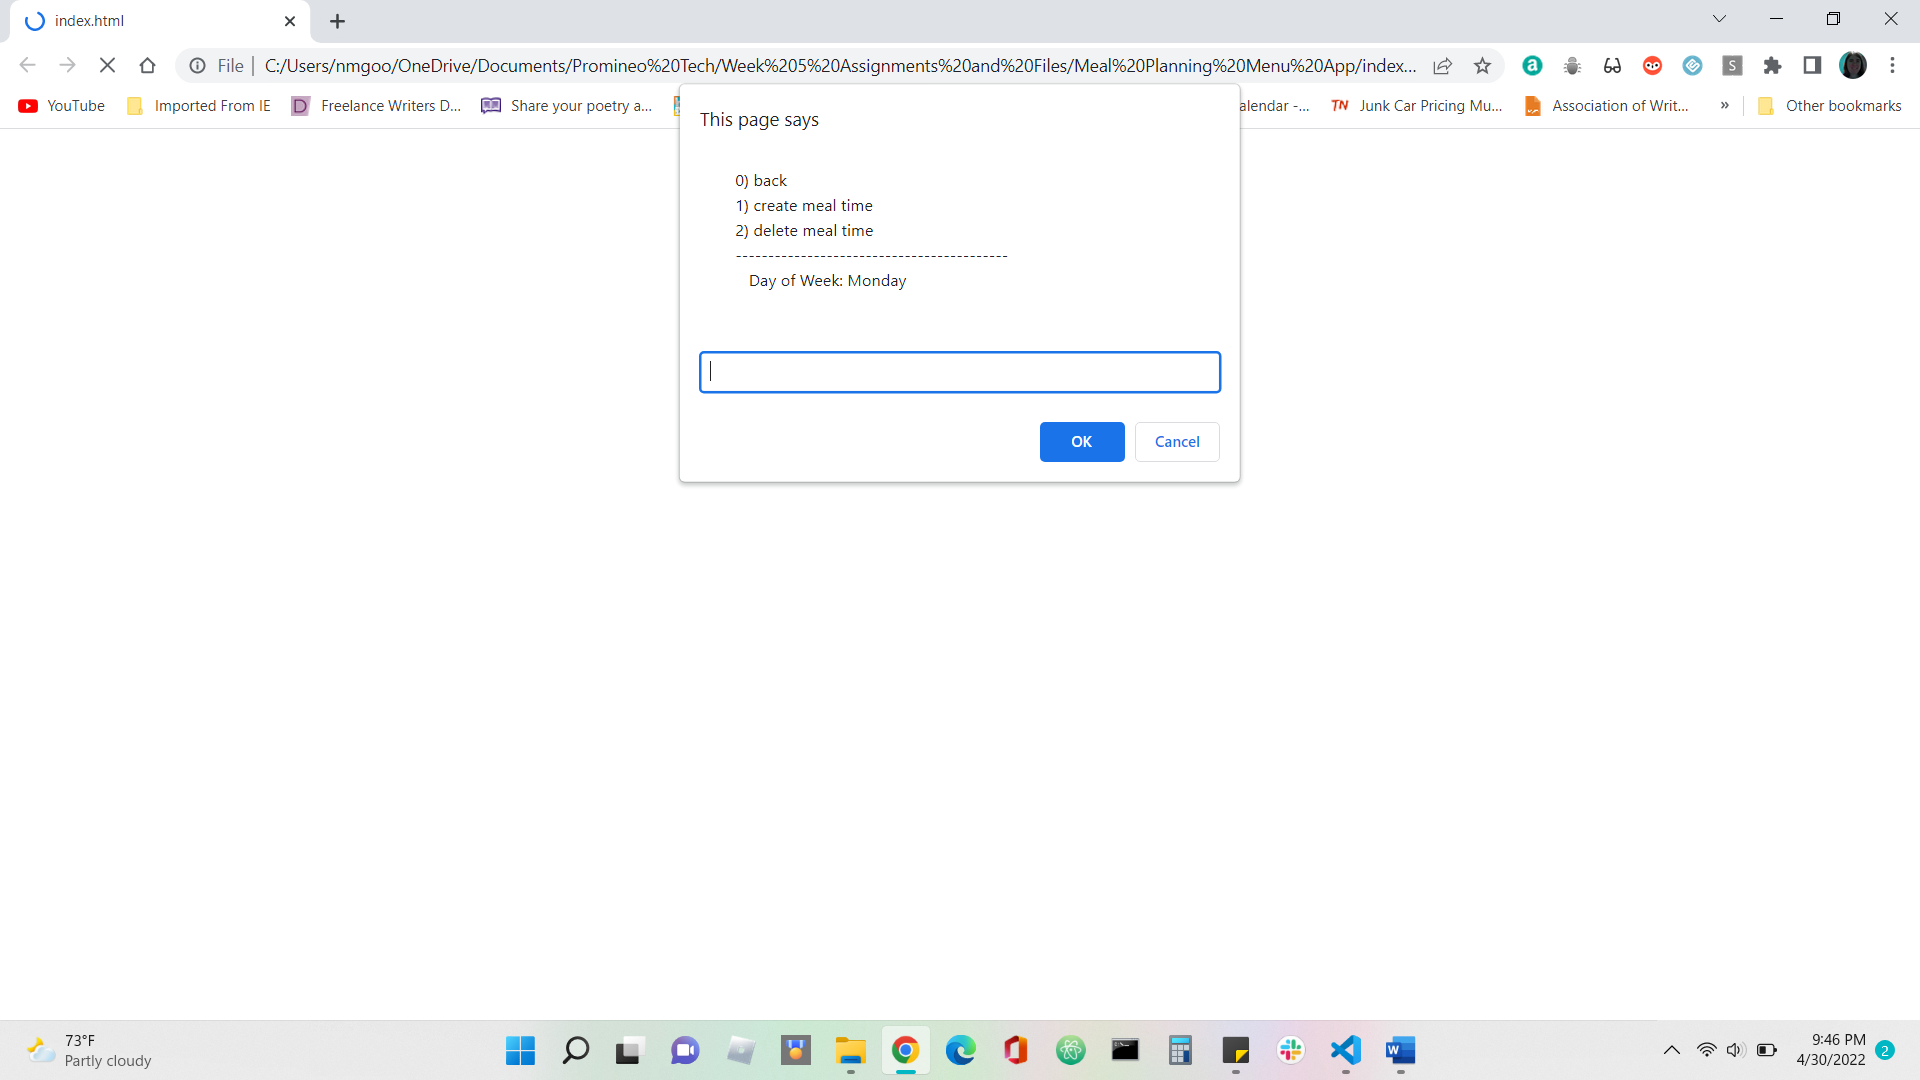 index.html
File
C:/Users/nmgoo/OneDrive/Documents/Promineo%20Tech/Week%205%20Assignments%20and%20Files/Meal%20Planning%20Menu%20App/index...
YouTube
Imported From IE
Freelance Writers D...
Share your poetry a...
alendar -...
Junk Car Pricing Mu...
Association of Writ...
»
Other bookmarks
This page says
0) back
1) create meal time
2) delete meal time
------------------------------------------
Day of Week: Monday
OK
Cancel
73°F
Partly cloudy
9:46 PM
4/30/2022
2